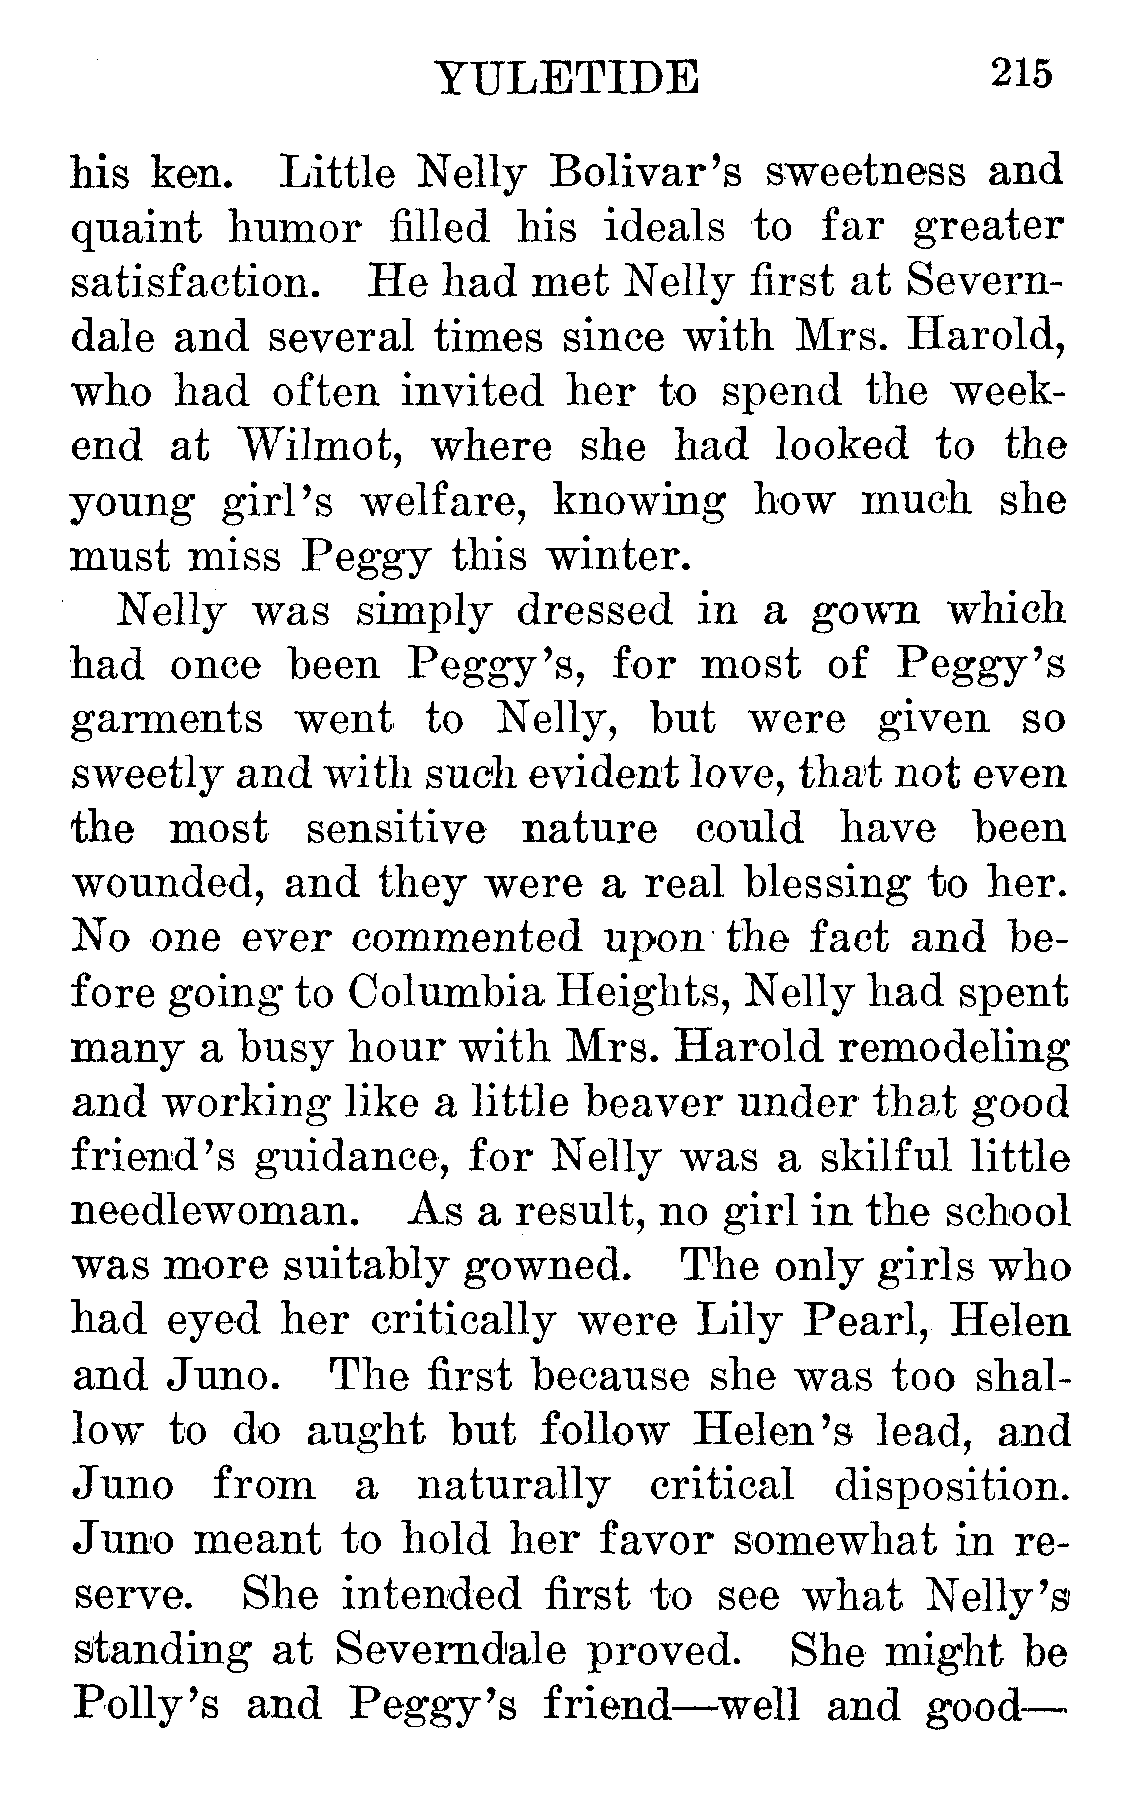 YULETIDE 215
his ken. Little Nelly Bolivar's sweetness and
quaint humor filled his ideals to far greater
satisfaction. He had met Nelly first at Severn-
dale and several times since with Mrs. Harold,
who had often invited her to spend the week-
end at Wilmot, where she had looked to the
young girl's welfare, knowing how much she
must miss Peggy this winter.
Nelly was simply dressed in a gown which
had once been Peggy's, for most of Peggy's
garments went to Nelly, but were given so
sweetly and with such evident love, that not even
the most sensitive nature could have been
wounded, and they were a real blessing to her.
No one ever commented upon the fact and be-
fore going to Columbia Heights, Nelly had spent
many a busy hour with Mrs. Harold remodeling
and working like a little beaver under that good
friend's guidance, for Nelly was a skilful little
needlewoman. As a result, no girl in the school
was more suitably gowned. The only girls who
had eyed her critically were Lily Pearl, Helen
and Juno. The first because she was too shal-
low to do aught but follow Helen's lead, and
Juno from a naturally critical disposition.
Juno meant to hold her favor somewhat in re-
serve. She intended first to see what Nelly's
standing at Severndale proved. She might be
Polly's and Peggy's friend—well and good—